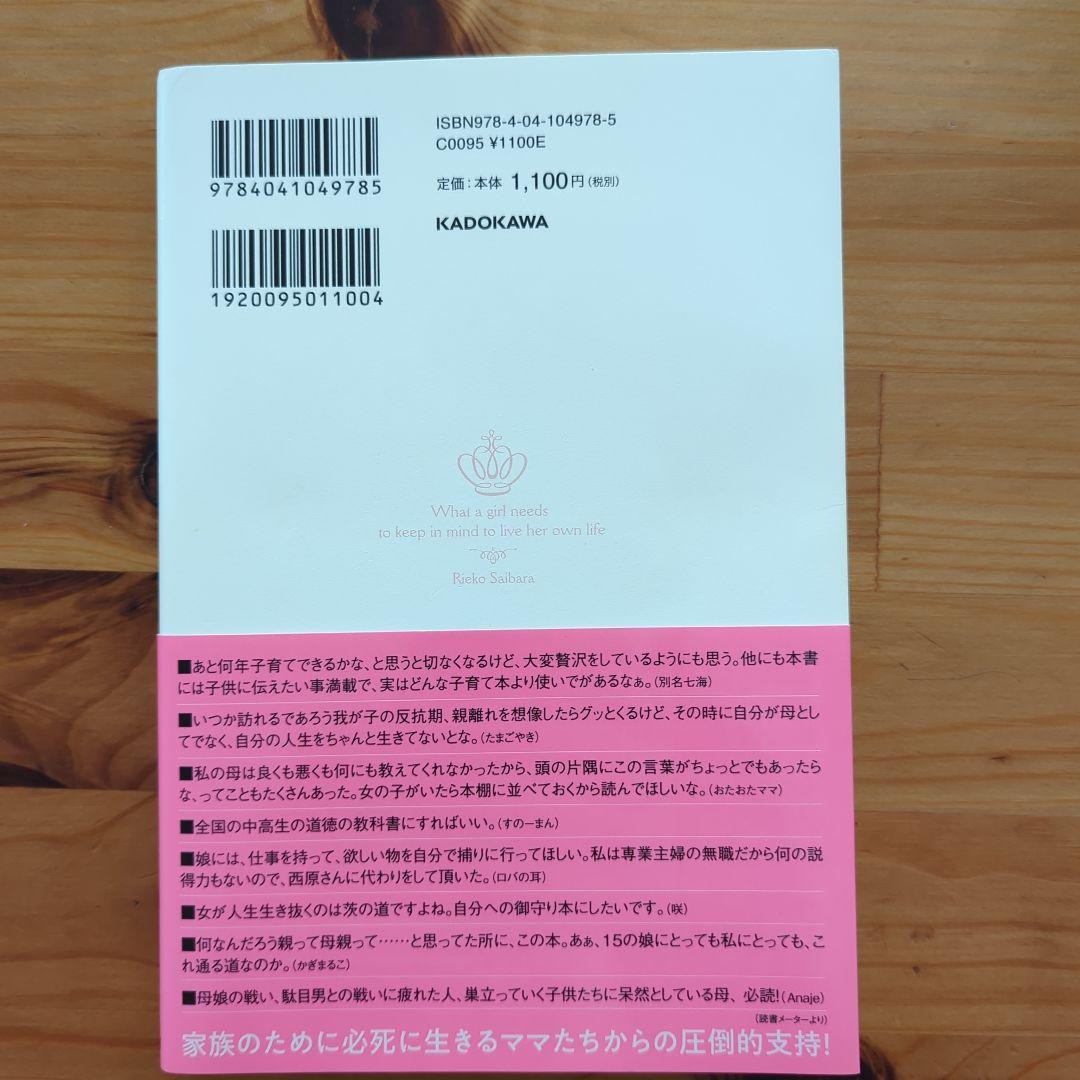 9784041049785
1920095011004
ISBN978-4-04-104978-5
C0095 ¥1100E
定価:本体 1,100円(税別)
KADOKAWA
What a girl needs
to keep in mind to live her own life
Rieko Saibara
■あと何年子育てできるかな、と思うと切なくなるけど、大変贅沢をしているようにも思う。他にも本書
には子供に伝えたい事満載で、実はどんな子育て本より使いでがあるなぁ。(別名七海)
■いつか訪れるであろう我が子の反抗期、親離れを想像したらグッとくるけど、その時に自分が母とし
てでなく、自分の人生をちゃんと生きてないとな。(たまごやき)
■私の母は良くも悪くも何にも教えてくれなかったから、頭の片隅にこの言葉がちょっとでもあったら
な、ってこともたくさんあった。女の子がいたら本棚に並べておくから読んでほしいな。(おたおたママ)
■全国の中高生の道徳の教科書にすればいい。(すのーまん)
■娘には、仕事を持って、欲しい物を自分で捕りに行ってほしい。私は専業主婦の無職だから何の説
得力もないので、西原さんに代わりをして頂いた。(ロバの耳)
■女が人生生き抜くのは茨の道ですよね。自分への御守り本にしたいです。(咲)
■何なんだろう親って母親って……と思ってた所に、この本。あぁ、15の娘にとっても私にとっても、こ
れ通る道なのか。(かぎまるこ)
■母娘の戦い、駄目男との戦いに疲れた人、巣立っていく子供たちに呆然としている母、必読!(Anaje)
(読書メーターより)
家族のために必死に生きるママたちからの圧倒的支持!